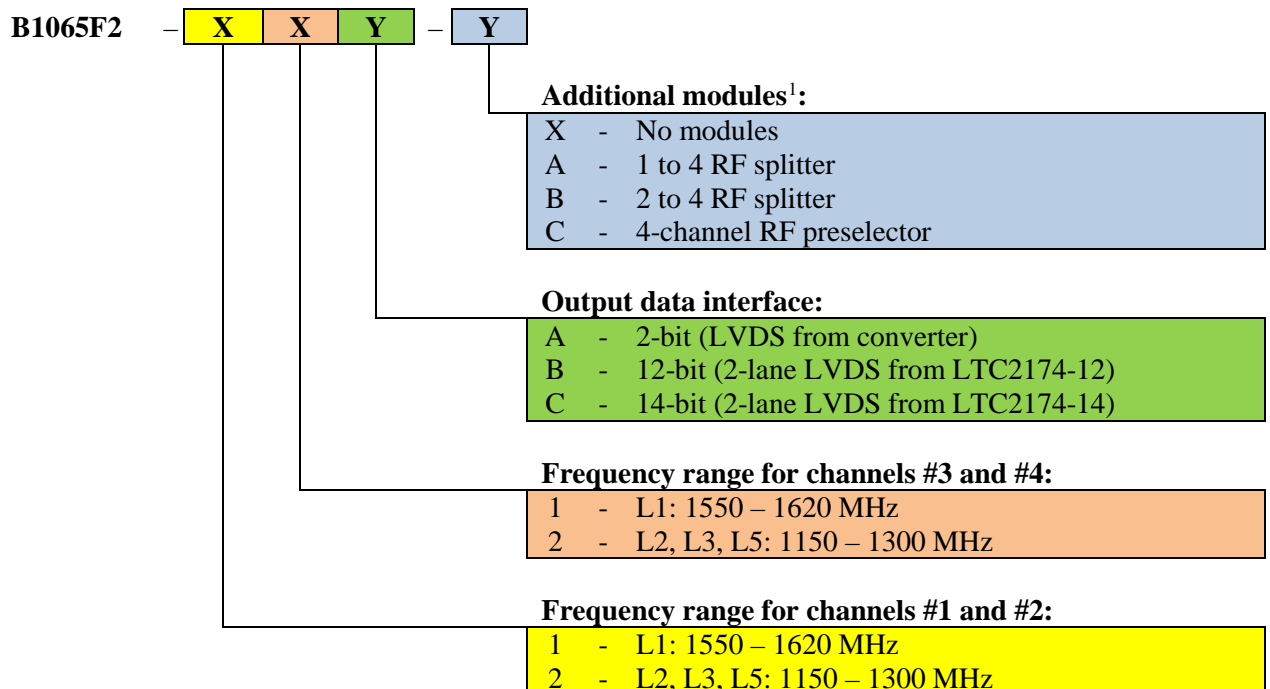 B1065F2 – X X Y – Y
Additional modules¹:
X - No modules
A - 1 to 4 RF splitter
B - 2 to 4 RF splitter
C - 4-channel RF preselector
Output data interface:
A - 2-bit (LVDS from converter)
B - 12-bit (2-lane LVDS from LTC2174-12)
C - 14-bit (2-lane LVDS from LTC2174-14)
Frequency range for channels #3 and #4:
1 - L1: 1550 – 1620 MHz
2 - L2, L3, L5: 1150 – 1300 MHz
Frequency range for channels #1 and #2:
1 - L1: 1550 – 1620 MHz
2 - L2, L3, L5: 1150 – 1300 MHz